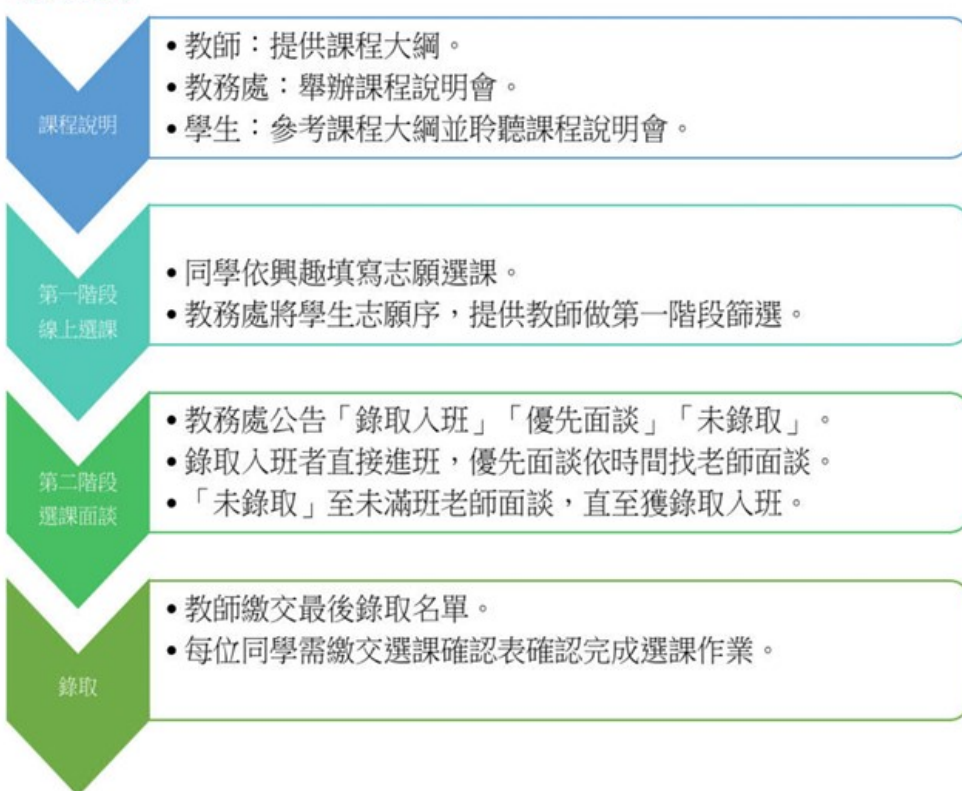 課程說明
• 教師：提供課程大綱。
• 教務處：舉辦課程說明會。
• 學生：參考課程大綱並聆聽課程說明會。
第一階段
線上選課
• 同學依興趣填寫志願選課。
• 教務處將學生志願序，提供教師做第一階段篩選。
第二階段
選課面談
• 教務處公告「錄取入班」「優先面談」「未錄取」。
• 錄取入班者直接進班，優先面談依時間找老師面談。
• 「未錄取」至未滿班老師面談，直至獲錄取入班。
錄取
• 教師繳交最後錄取名單。
• 每位同學需繳交選課確認表確認完成選課作業。